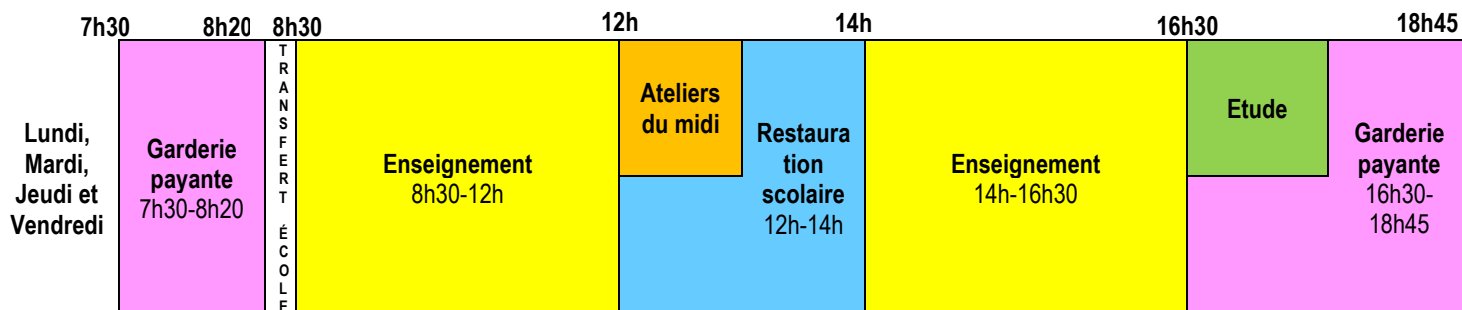 7h30 8h20 8h30 12h 14h 16h30 18h45
Lundi,
Mardi,
Jeudi et
Vendredi
Garderie
payante
7h30-8h20
T
R
A
N
S
F
E
R
T
É
C
O
L
E
Enseignement
8h30-12h
Ateliers
du midi
Restaura
tion
scolaire
12h-14h
Enseignement
14h-16h30
Etude
Garderie
payante
16h30-
18h45